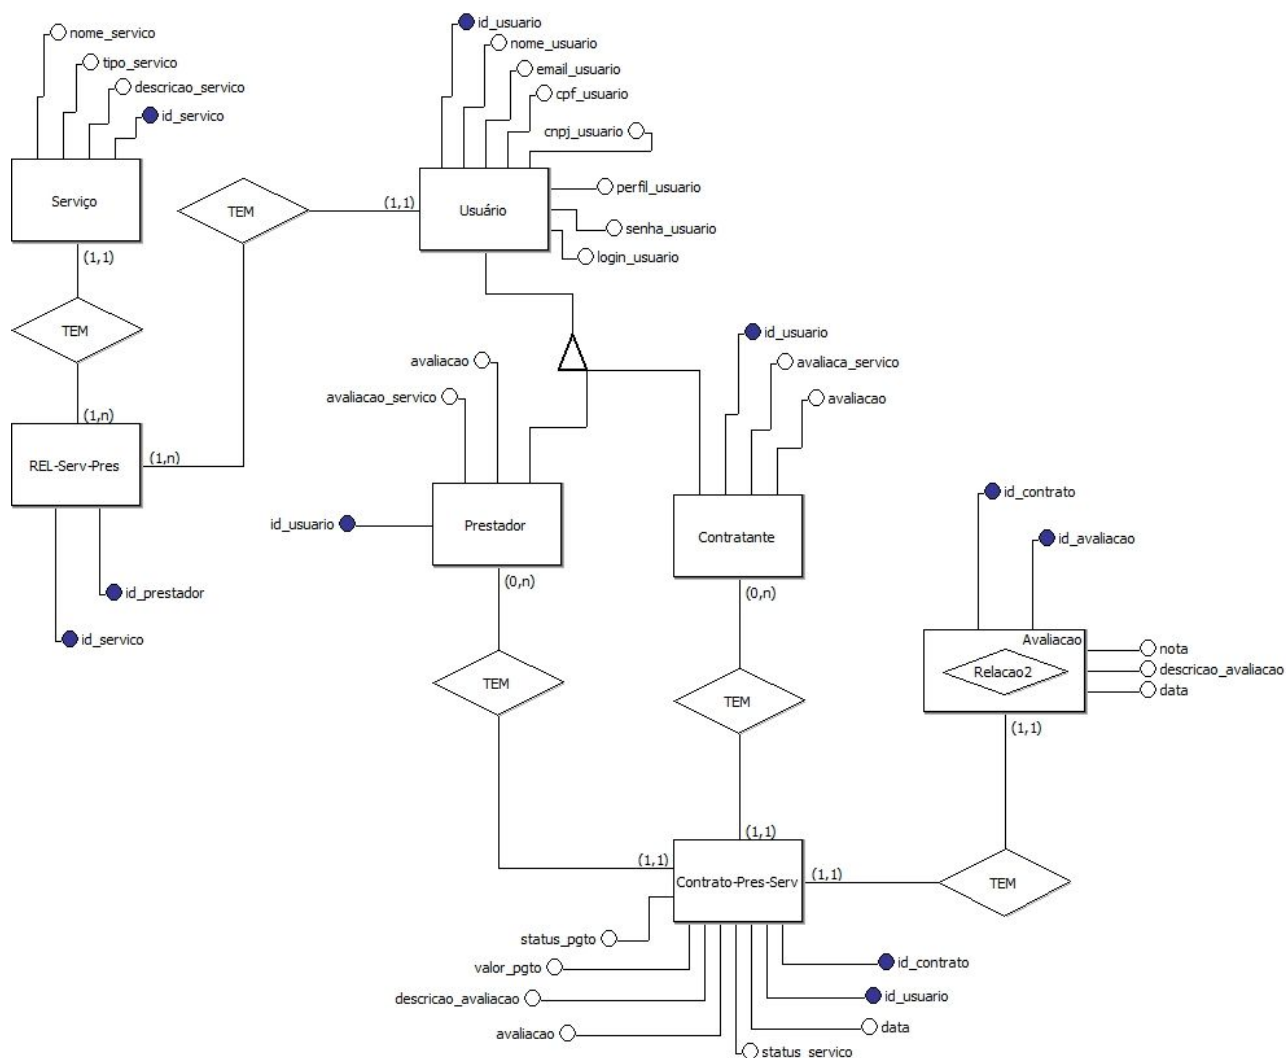 id_usuario
nome_servico
nome_usuario
tipo_servico
email_usuario
descricao_servico
cpf_usuario
id_servico
cnpj_usuario
perfil_usuario
Serviço
TEM
(1,1)
Usuário
senha_usuario
(1,1)
login_usuario
TEM
id_usuario
avaliacao
avaliaca_servico
avaliacao_servico
avaliacao
(1,n)
REL-Serv-Pres
(1,n)
id_contrato
id_usuario
Prestador
Contratante
id_avaliacao
(0,n)
(0,n)
id_prestador
id_servico
Avaliacao
nota
Relacao2
descricao_avaliacao
data
TEM
TEM
(1,1)
(1,1)
(1,1)
Contrato-Pres-Serv
(1,1)
TEM
status_pgto
valor_pgto
id_contrato
descricao_avaliacao
id_usuario
avaliacao
data
status_servico